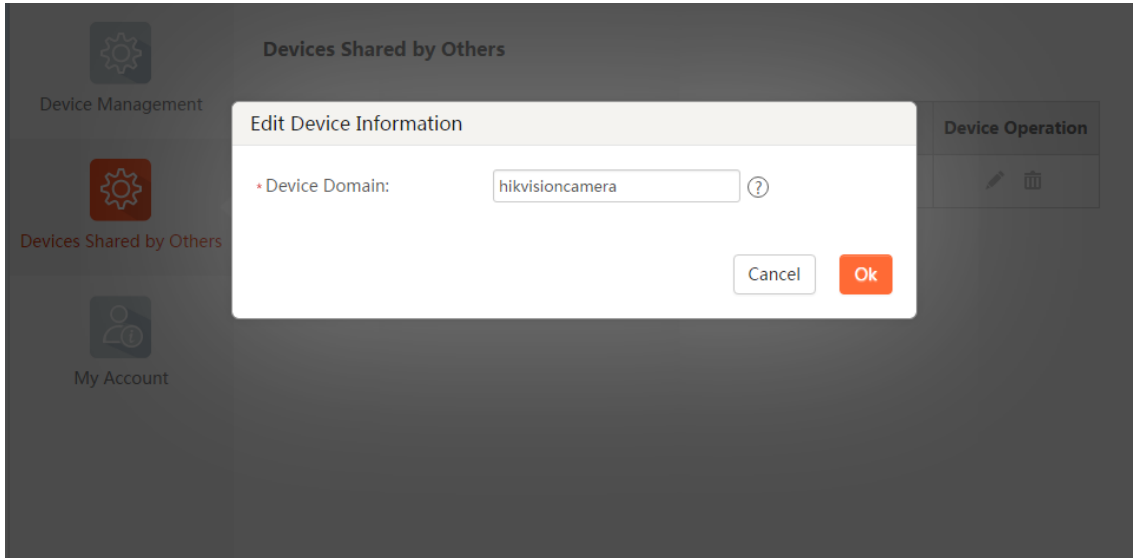 Devices Shared by Others
Device Management
Edit Device Information
Device Operation
* Device Domain:
hikvisioncamera
?
Devices Shared by Others
Cancel
Ok
My Account